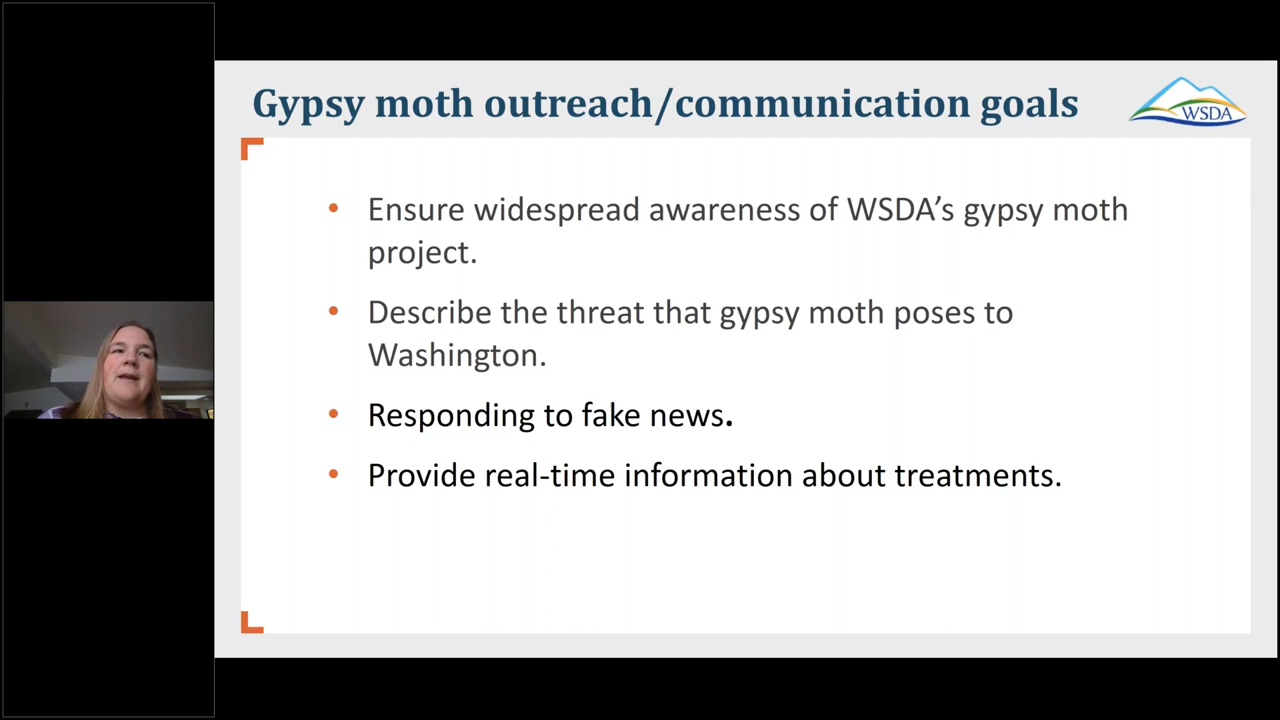 Gypsy moth outreach/communication goals
WSDA
• Ensure widespread awareness of WSDA’s gypsy moth
project.
• Describe the threat that gypsy moth poses to
Washington.
• Responding to fake news.
• Provide real-time information about treatments.